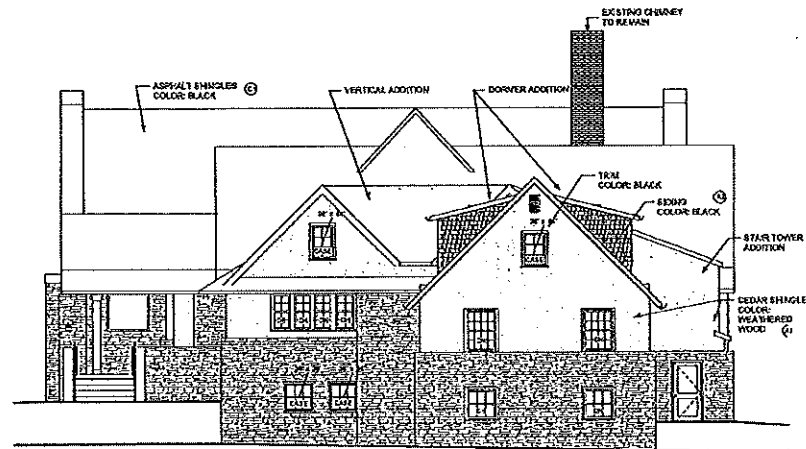 EXISTING CHIMNEY
TO REMAIN
ASPHALT SHINGLES
COLOR: BLACK
VERTICAL ADDITION
DORMER ADDITION
TRIM
COLOR: BLACK
SIDING
COLOR: BLACK
STAIR TOWER
ADDITION
CASE
CASE
CEDAR SHINGLE
COLOR:
WEATHERED
WOOD
CASE
CASE